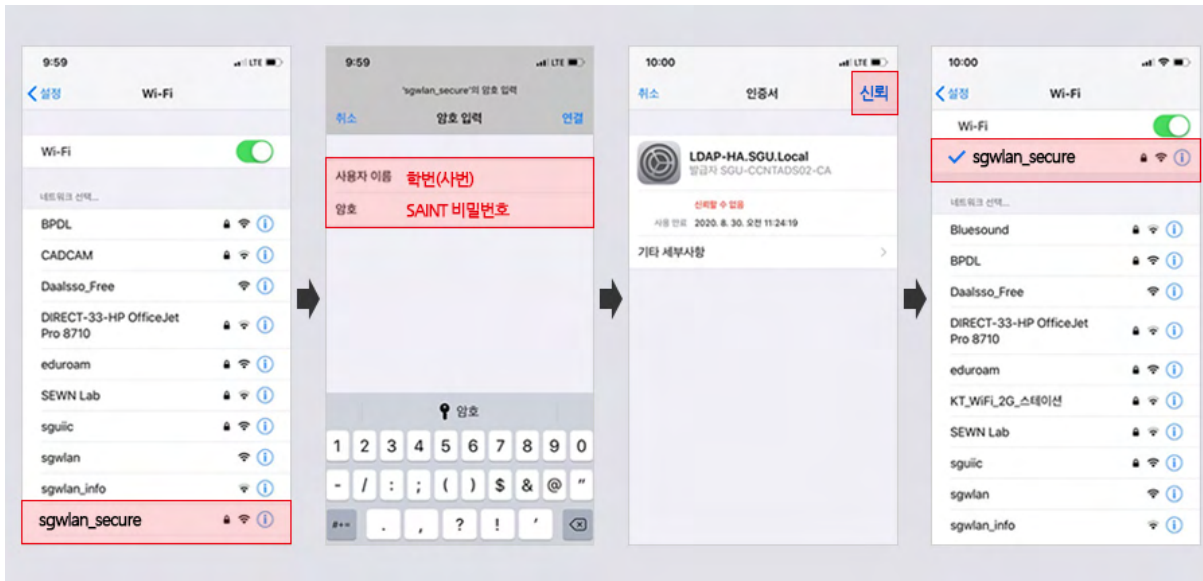 9:59
LTE
설정
Wi-Fi
Wi-Fi
네트워크 선택...
BPDL
CADCAM
Daalsso_Free
DIRECT-33-HP OfficeJet
Pro 8710
eduroam
SEWN Lab
sguiic
sgwlan
sgwlan_info
sgwlan_secure
9:59
LTE
'sgwlan_secure'의 암호 입력
취소
암호 입력
연결
사용자 이름 학번(사번)
암호 SAINT 비밀번호
암호
1 2 3 4 5 6 7 8 9 0
- / : ; ( ) $ & @ "
#+= . , ? ! '
10:00
LTE
취소
인증서
신뢰
LDAP-HA.SGU.Local
발급자 SGU-CCNTADS02-CA
신뢰할 수 없음
사용 만료 2020. 8. 30. 오전 11:24:19
기타 세부사항
10:00
설정
Wi-Fi
Wi-Fi
sgwlan_secure
네트워크 선택...
Bluesound
BPDL
Daalsso_Free
DIRECT-33-HP OfficeJet
Pro 8710
eduroam
KT_WiFi_2G_스테이션
SEWN Lab
sguiic
sgwlan
sgwlan_info